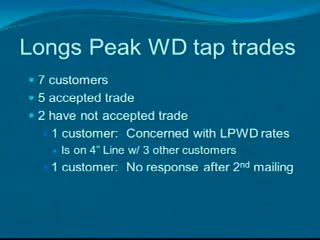 Longs Peak WD tap trades
7 customers
5 accepted trade
2 have not accepted trade
1 customer: Concerned with LPWD rates
Is on 4" Line w/ 3 other customers
1 customer: No response after 2nd mailing